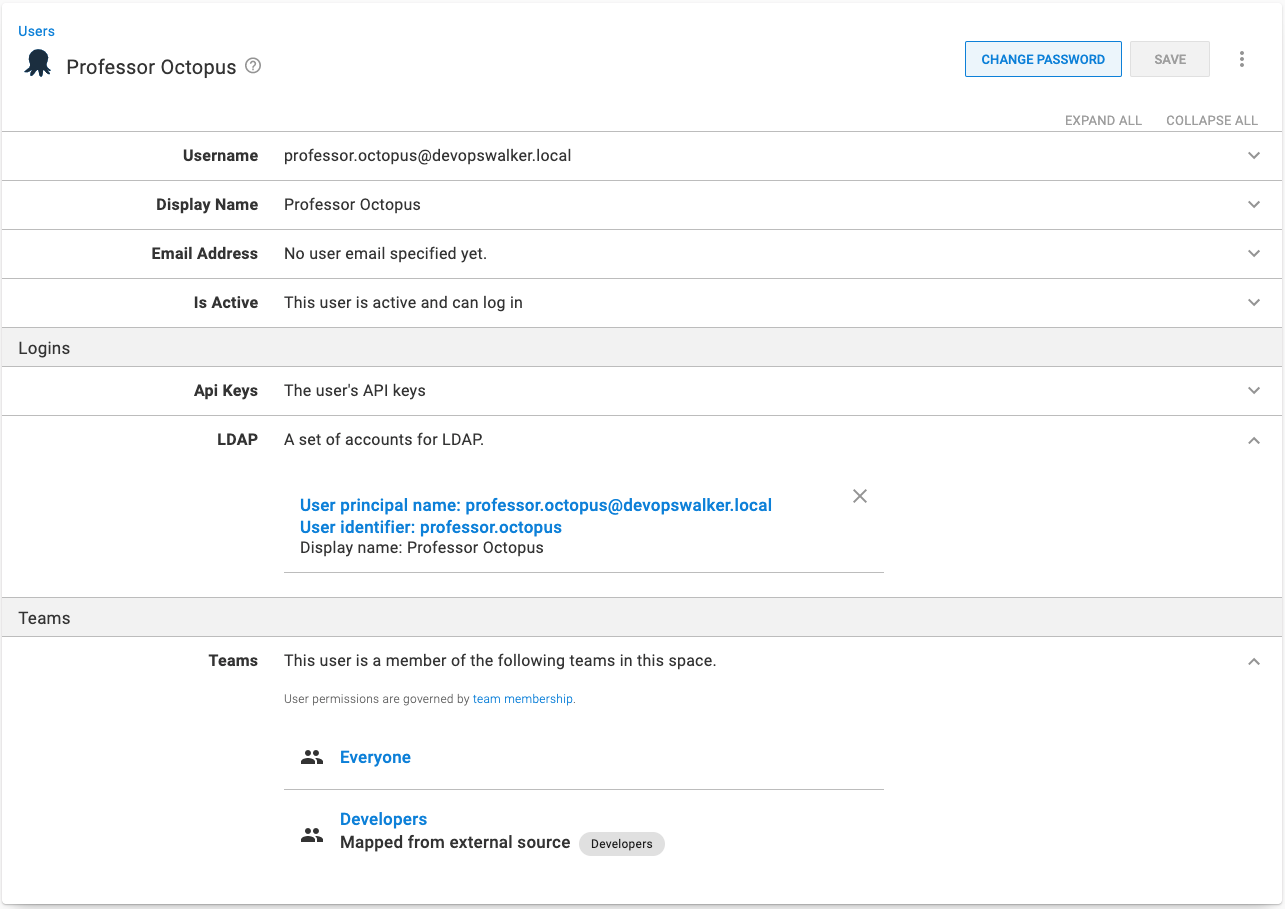 Users
Professor Octopus
CHANGE PASSWORD
SAVE
EXPAND ALL COLLAPSE ALL
Username professor.octopus@devopswalker.local
Display Name Professor Octopus
Email Address No user email specified yet.
Is Active This user is active and can log in
Logins
Api Keys The user's API keys
LDAP A set of accounts for LDAP.
User principal name: professor.octopus@devopswalker.local
User identifier: professor.octopus
Display name: Professor Octopus
Teams
Teams This user is a member of the following teams in this space.
User permissions are governed by team membership.
Everyone
Developers
Mapped from external source Developers